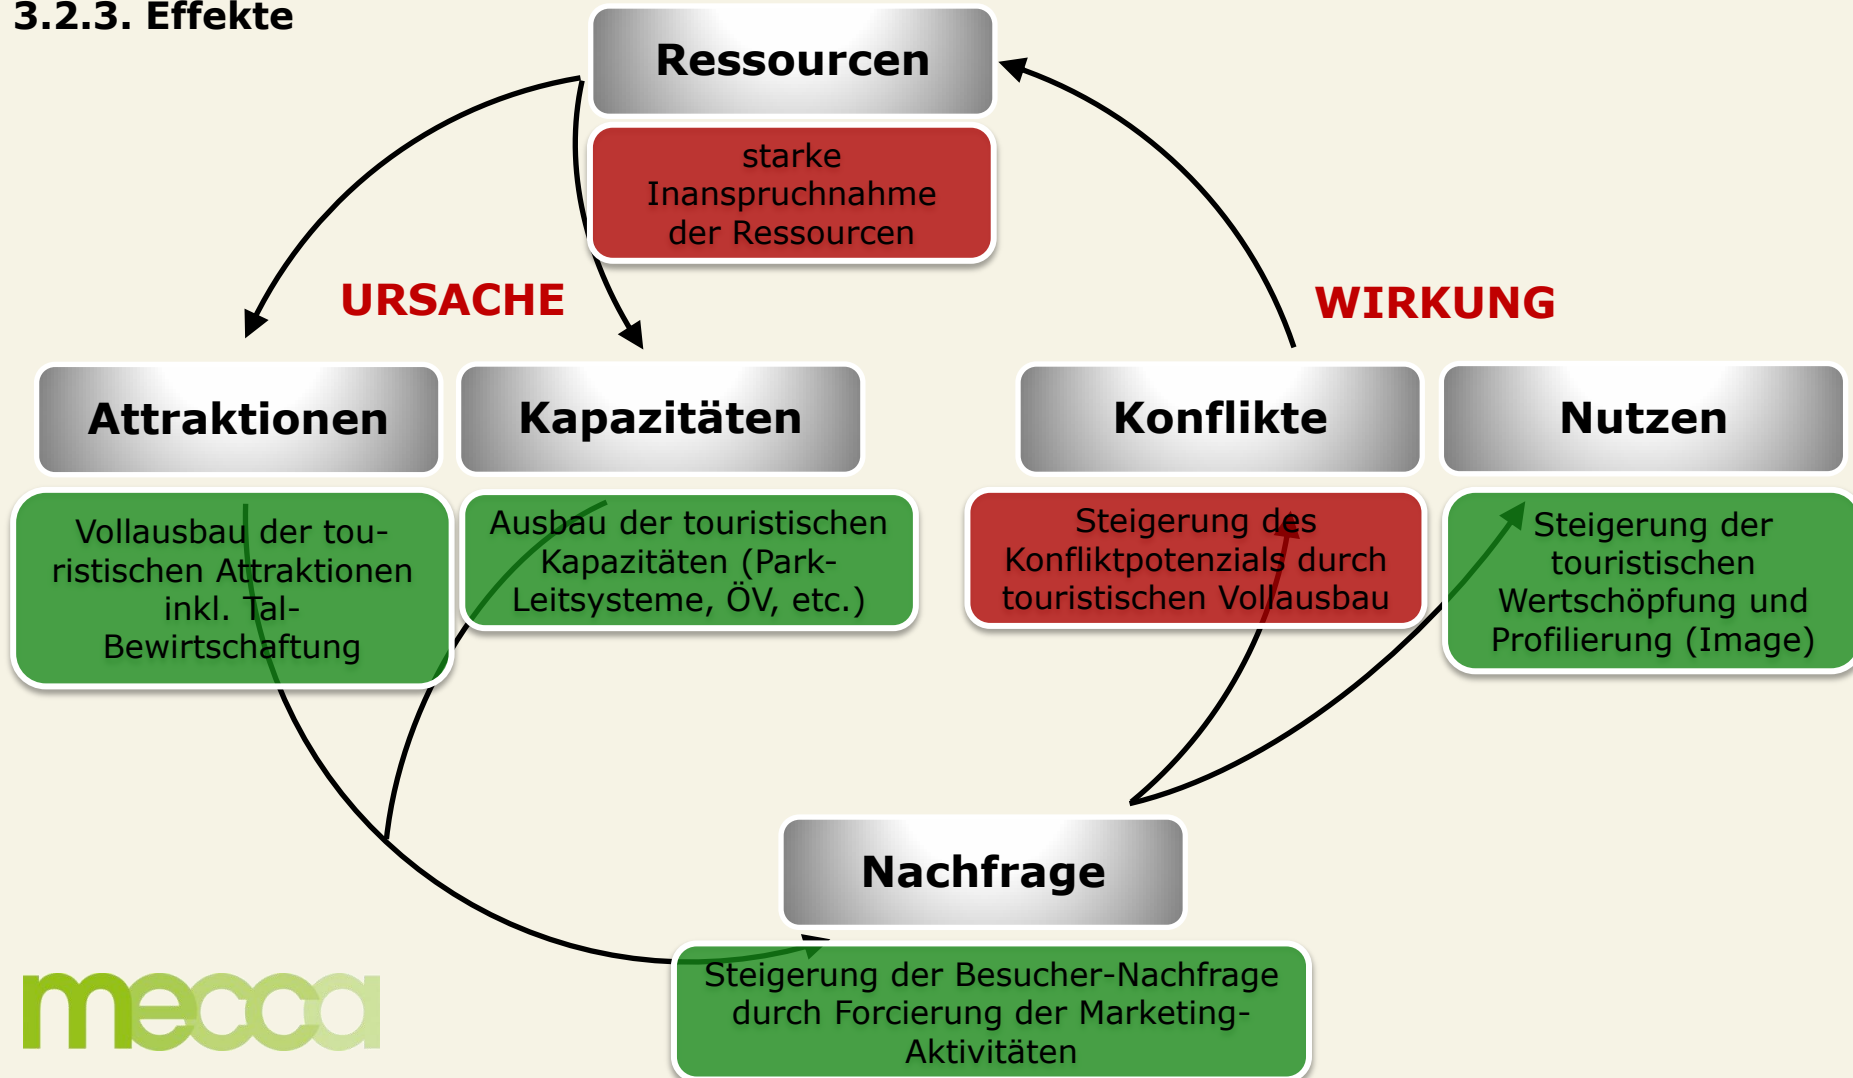 3.2.3. Effekte
Ressourcen
starke
Inanspruchnahme
der Ressourcen
URSACHE
WIRKUNG
Attraktionen
Kapazitäten
Konflikte
Nutzen
Vollausbau der tou-
ristischen Attraktionen
inkl. Tal-
Bewirtschaftung
Ausbau der touristischen
Kapazitäten (Park-
Leitsysteme, ÖV, etc.)
Steigerung des
Konfliktpotenzials durch
touristischen Vollausbau
Steigerung der
touristischen
Wertschöpfung und
Profilierung (Image)
Nachfrage
Steigerung der Besucher-Nachfrage
durch Forcierung der Marketing-
Aktivitäten
mecca